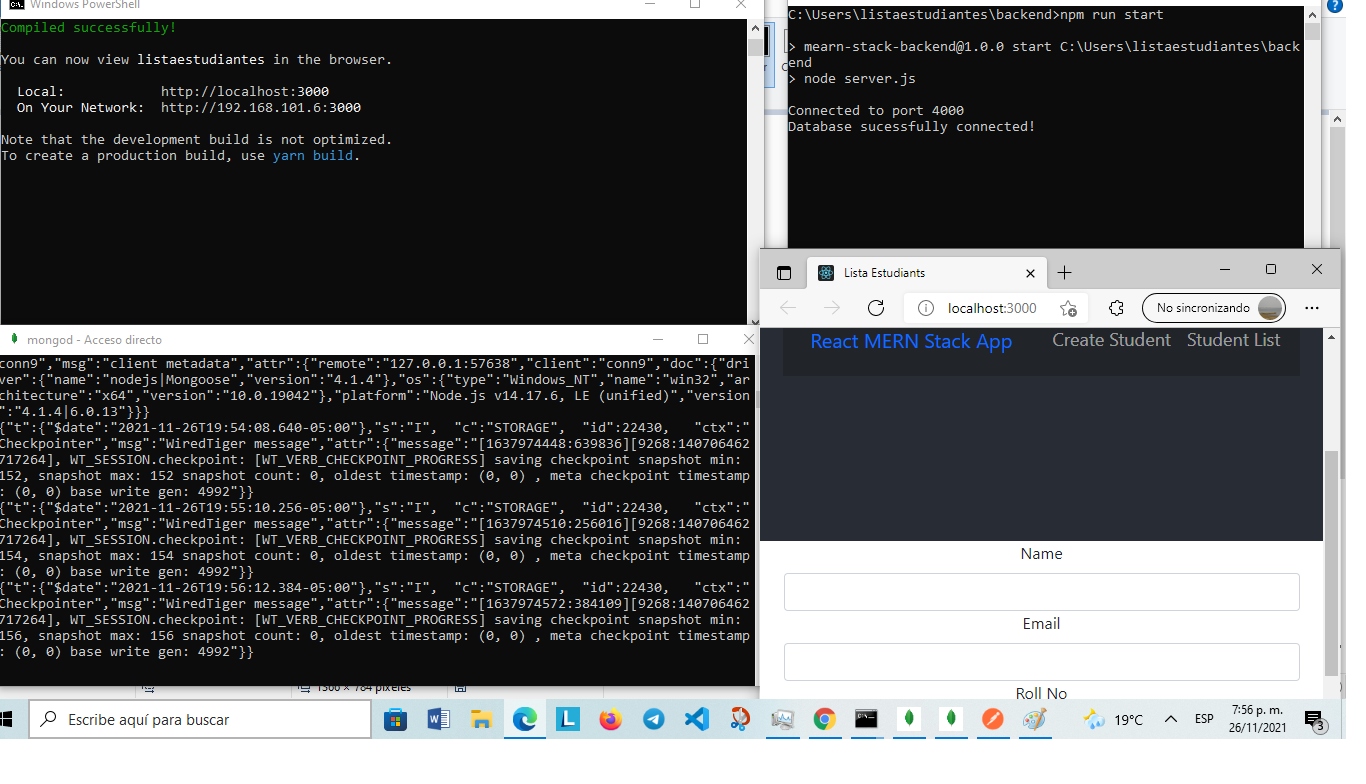 Windows PowerShell
Compiled successfully!
You can now view listaestudiantes in the browser.
Local: http://localhost:3000
On Your Network: http://192.168.101.6:3000
Note that the development build is not optimized.
To create a production build, use yarn build.
C:\Users\listaestudiantes\backend>npm run start
> mearn-stack-backend@1.0.0 start C:\Users\listaestudiantes\back
end
> node server.js
Connected to port 4000
Database sucessfully connected!
mongod - Acceso directo
conn9","msg":"client metadata","attr":{"remote":"127.0.0.1:57638","client":"conn9","doc":{"dri
ver":{"name":"nodejs|Mongoose","version":"4.1.4"},"os":{"type":"Windows_NT","name":"win32","ar
chitecture":"x64","version":"10.0.19042"},"platform":"Node.js v14.17.6, LE (unified)","version
":"4.1.4|6.0.13"}}}
{"t":{"$date":"2021-11-26T19:54:08.640-05:00"},"s":"I", "c":"STORAGE", "id":22430, "ctx":"
Checkpointer","msg":"WiredTiger message","attr":{"message":"[1637974448:639836][9268:140706462
717264], WT_SESSION.checkpoint: [WT_VERB_CHECKPOINT_PROGRESS] saving checkpoint snapshot min:
152, snapshot max: 152 snapshot count: 0, oldest timestamp: (0, 0) , meta checkpoint timestamp
: (0, 0) base write gen: 4992"}}
{"t":{"$date":"2021-11-26T19:55:10.256-05:00"},"s":"I", "c":"STORAGE", "id":22430, "ctx":"
Checkpointer","msg":"WiredTiger message","attr":{"message":"[1637974510:256016][9268:140706462
717264], WT_SESSION.checkpoint: [WT_VERB_CHECKPOINT_PROGRESS] saving checkpoint snapshot min:
154, snapshot max: 154 snapshot count: 0, oldest timestamp: (0, 0) , meta checkpoint timestamp
: (0, 0) base write gen: 4992"}}
{"t":{"$date":"2021-11-26T19:56:12.384-05:00"},"s":"I", "c":"STORAGE", "id":22430, "ctx":"
Checkpointer","msg":"WiredTiger message","attr":{"message":"[1637974572:384109][9268:140706462
717264], WT_SESSION.checkpoint: [WT_VERB_CHECKPOINT_PROGRESS] saving checkpoint snapshot min:
156, snapshot max: 156 snapshot count: 0, oldest timestamp: (0, 0) , meta checkpoint timestamp
: (0, 0) base write gen: 4992"}}
Lista Estudiants
localhost:3000
No sincronizando
React MERN Stack App Create Student Student List
Name
Email
Roll No
Escribe aquí para buscar
19°C
ESP
7:56 p. m.
26/11/2021
3